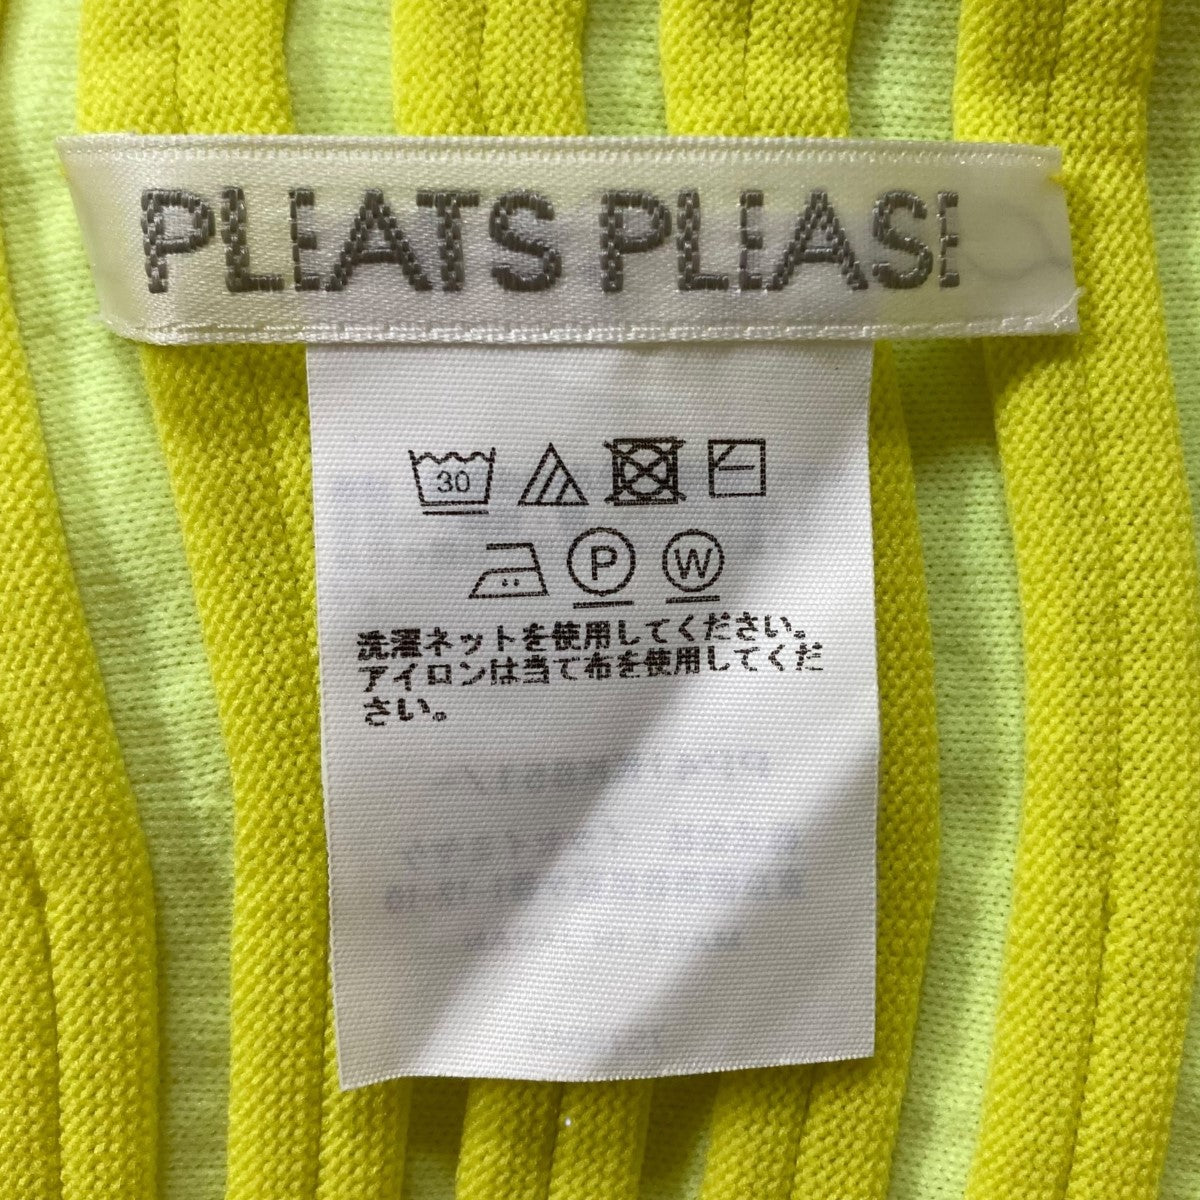 PLEATS PLEASE
30
P W
洗濯ネットを使用してください。
アイロンは当て布を使用してくだ
さい。